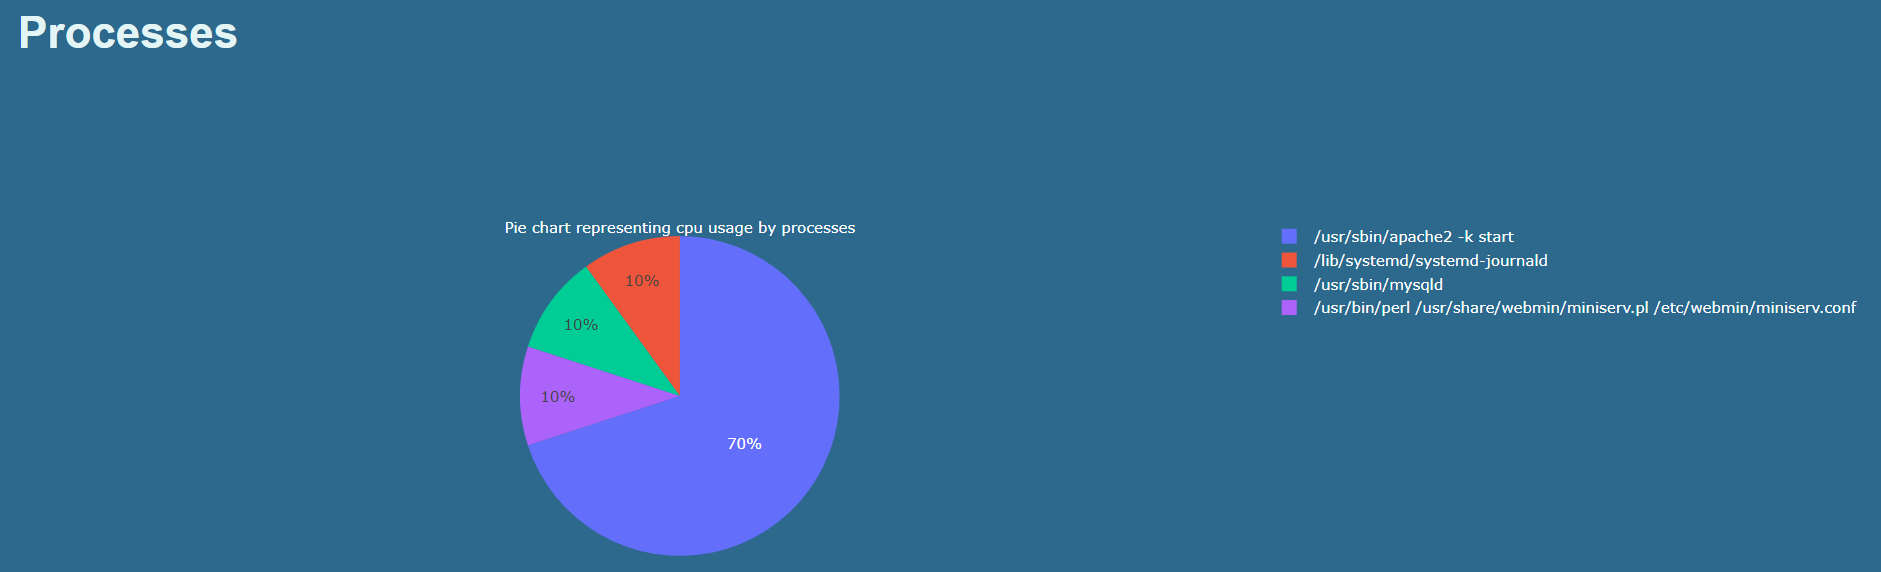 Processes
Pie chart representing cpu usage by processes
/usr/sbin/apache2 -k start
/lib/systemd/systemd-journald
/usr/sbin/mysqld
/usr/bin/perl /usr/share/webmin/miniserv.pl /etc/webmin/miniserv.conf
10%
10%
10%
70%